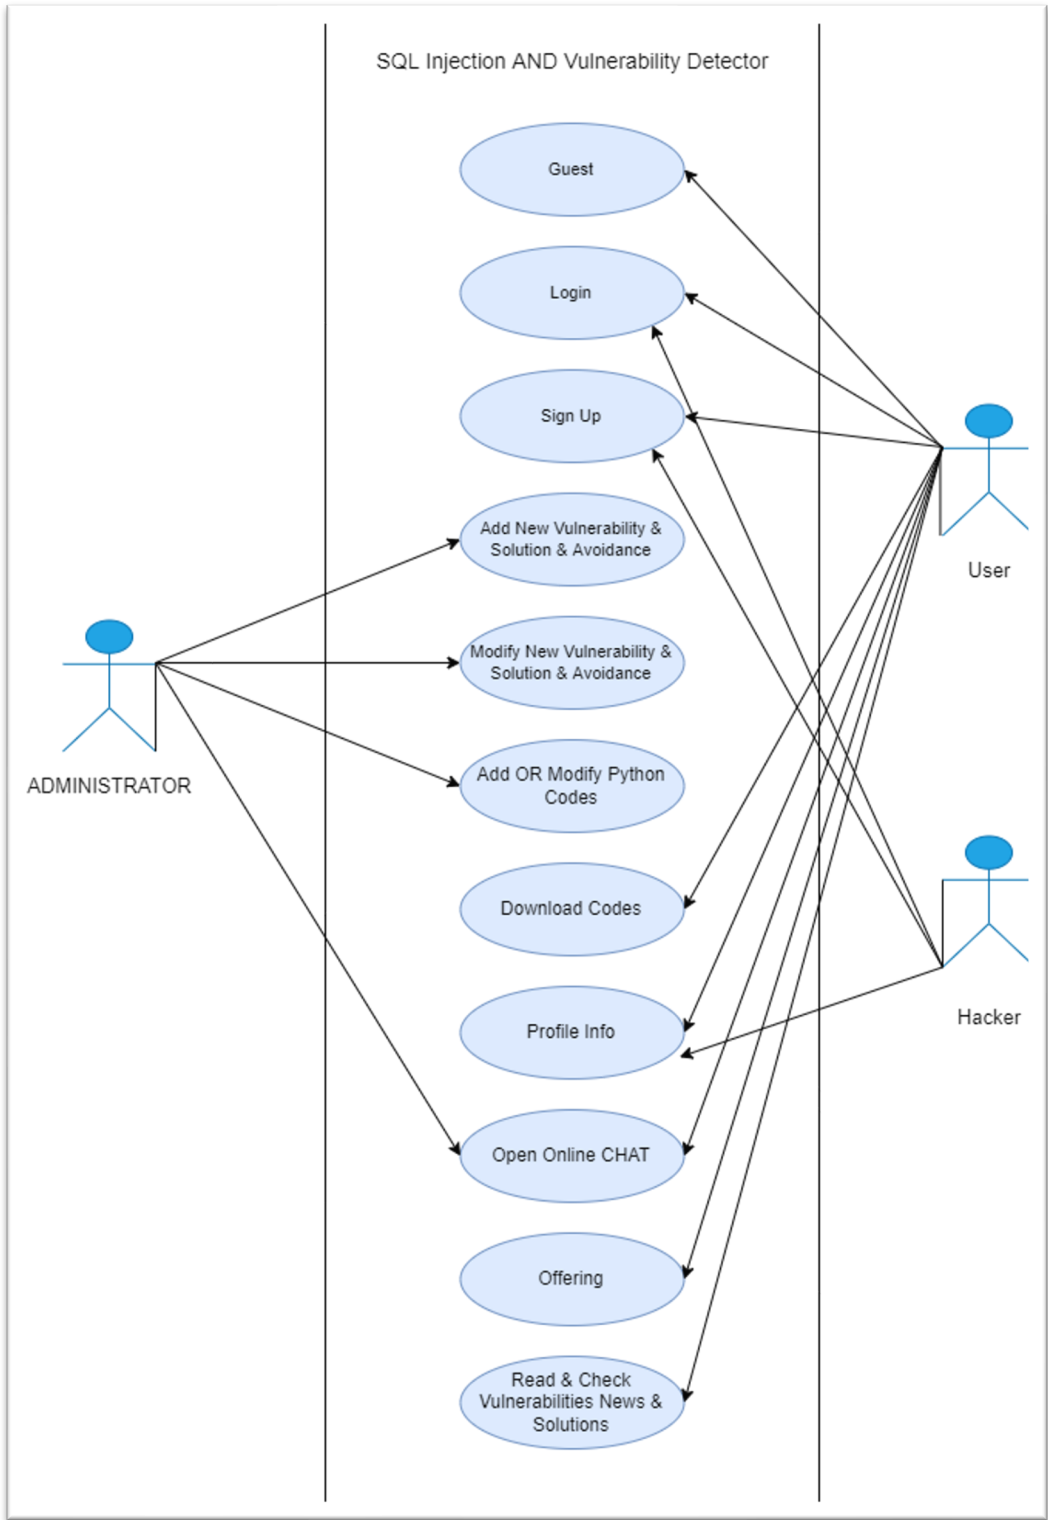 SQL Injection AND Vulnerability Detector
Guest
Login
Sign Up
Add New Vulnerability &
Solution & Avoidance
Modify New Vulnerability &
Solution & Avoidance
Add OR Modify Python
Codes
Download Codes
Profile Info
Open Online CHAT
Offering
Read & Check
Vulnerabilities News &
Solutions
ADMINISTRATOR
User
Hacker